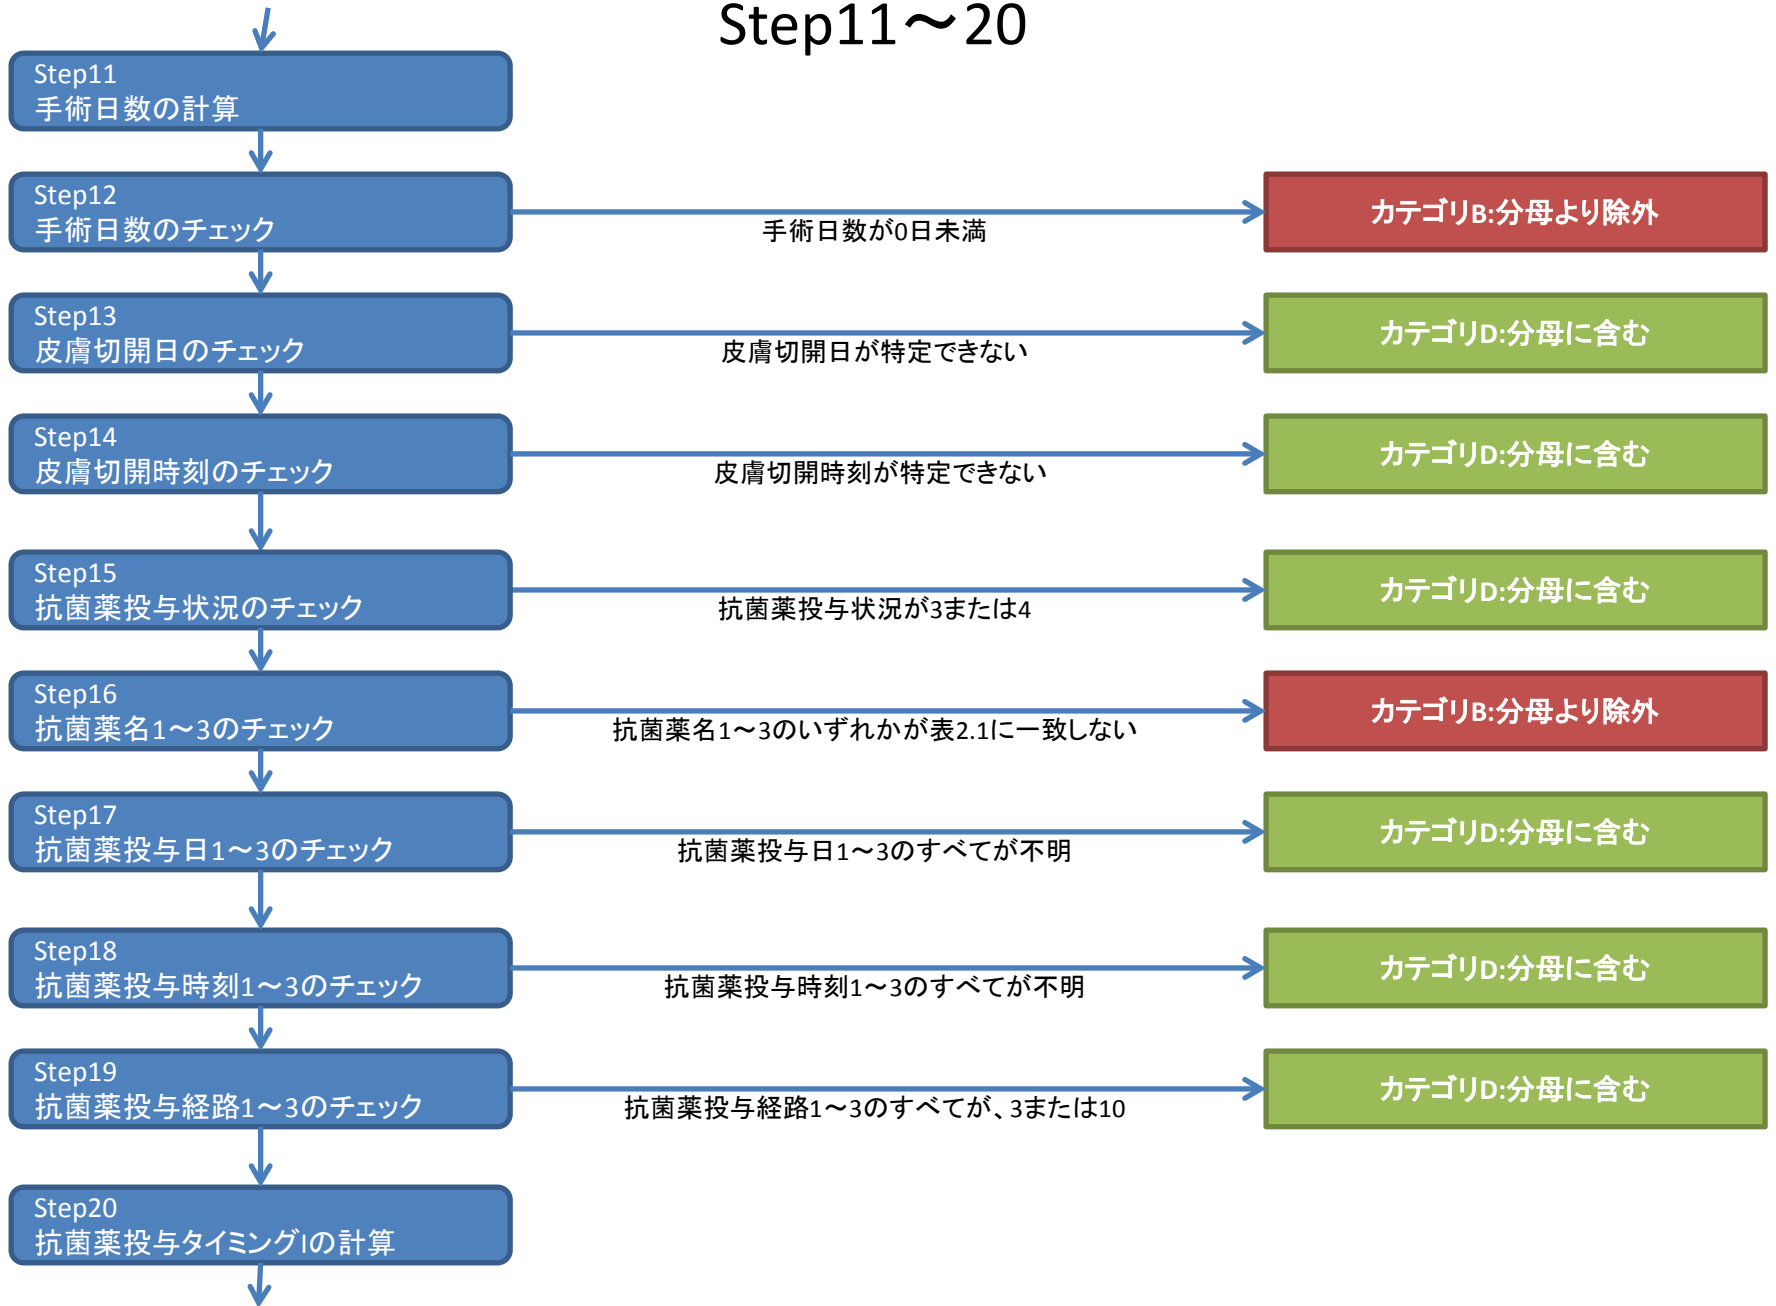 Step11～20
Step11
手術日数の計算
Step12
手術日数のチェック
手術日数が0日未満
カテゴリB:分母より除外
Step13
皮膚切開日のチェック
皮膚切開日が特定できない
カテゴリD:分母に含む
Step14
皮膚切開時刻のチェック
皮膚切開時刻が特定できない
カテゴリD:分母に含む
Step15
抗菌薬投与状況のチェック
抗菌薬投与状況が3または4
カテゴリD:分母に含む
Step16
抗菌薬名1～3のチェック
抗菌薬名1～3のいずれかが表2.1に一致しない
カテゴリB:分母より除外
Step17
抗菌薬投与日1～3のチェック
抗菌薬投与日1～3のすべてが不明
カテゴリD:分母に含む
Step18
抗菌薬投与時刻1～3のチェック
抗菌薬投与時刻1～3のすべてが不明
カテゴリD:分母に含む
Step19
抗菌薬投与経路1～3のチェック
抗菌薬投与経路1～3のすべてが、3または10
カテゴリD:分母に含む
Step20
抗菌薬投与タイミングIの計算